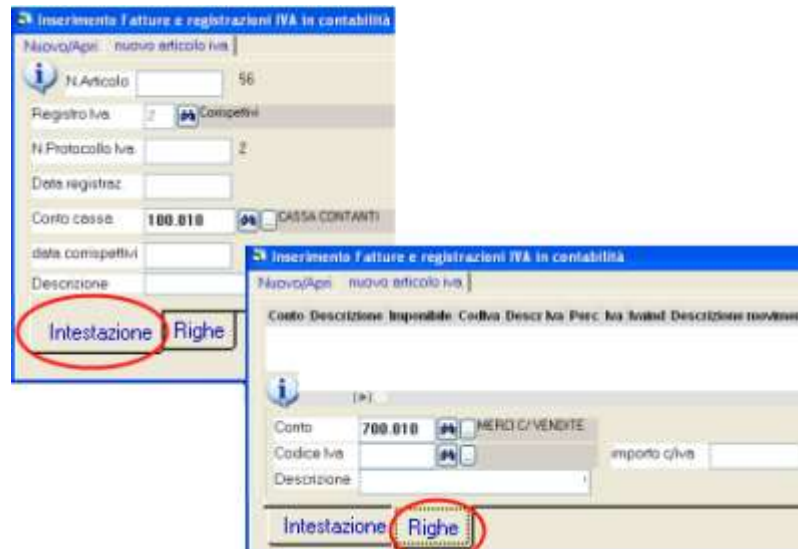 Inserimento Fatture e registrazioni IVA in contabilità
Nuovo/Apri nuovo articolo iva
N.Articolo 56
Registro Iva 2 Corrispettivi
N.Protocollo Iva 2
Data registraz.
Conto cassa 100.010 CASSA CONTANTI
data corrispettivi
Descrizione
Intestazione Righe
Inserimento Fatture e registrazioni IVA in contabilità
Nuovo/Apri nuovo articolo iva
Conto Descrizione Imponibile CodIva Descr Iva Perc Iva IvaInd Descrizione movimen
Conto 700.010 MERCI C/ VENDITE
Codice Iva importo c/iva
Descrizione
Intestazione Righe